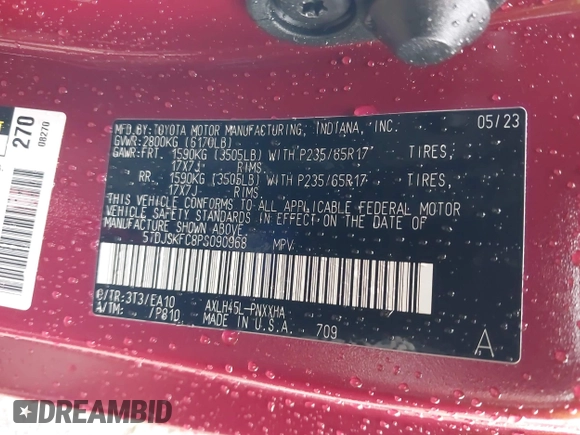 270
08270
MFD.BY: TOYOTA MOTOR MANUFACTURING, INDIANA, INC. 05/23
GVWR:2800KG (6170LB)
GAWR:FRT. 1590KG (3505LB) WITH P235/65R17 TIRES,
17X7J RIMS
RR. 1590KG (3505LB) WITH P235/65R17 TIRES,
17X7J RIMS
THIS VEHICLE CONFORMS TO ALL APPLICABLE FEDERAL MOTOR
VEHICLE SAFETY STANDARDS IN EFFECT ON THE DATE OF
MANUFACTURE SHOWN ABOVE.
5TDJSKFC8PS090968 MPV
C/TR:3T3/EA10 AXLH45L-PNXXHA
A/TM: /P810 MADE IN U.S.A. 709
A
DREAMBID